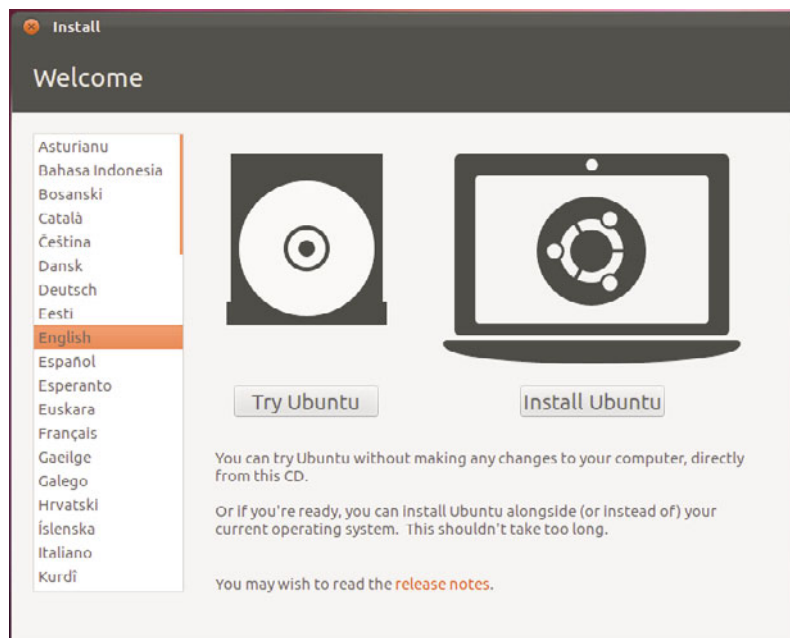 Install
Welcome
Asturianu
Bahasa Indonesia
Bosanski
Català
Čeština
Dansk
Deutsch
Eesti
English
Español
Esperanto
Euskara
Français
Gaeilge
Galego
Hrvatski
Íslenska
Italiano
Kurdî
Try Ubuntu
Install Ubuntu
You can try Ubuntu without making any changes to your computer, directly
from this CD.
Or if you're ready, you can install Ubuntu alongside (or instead of) your
current operating system. This shouldn't take too long.
You may wish to read the release notes.